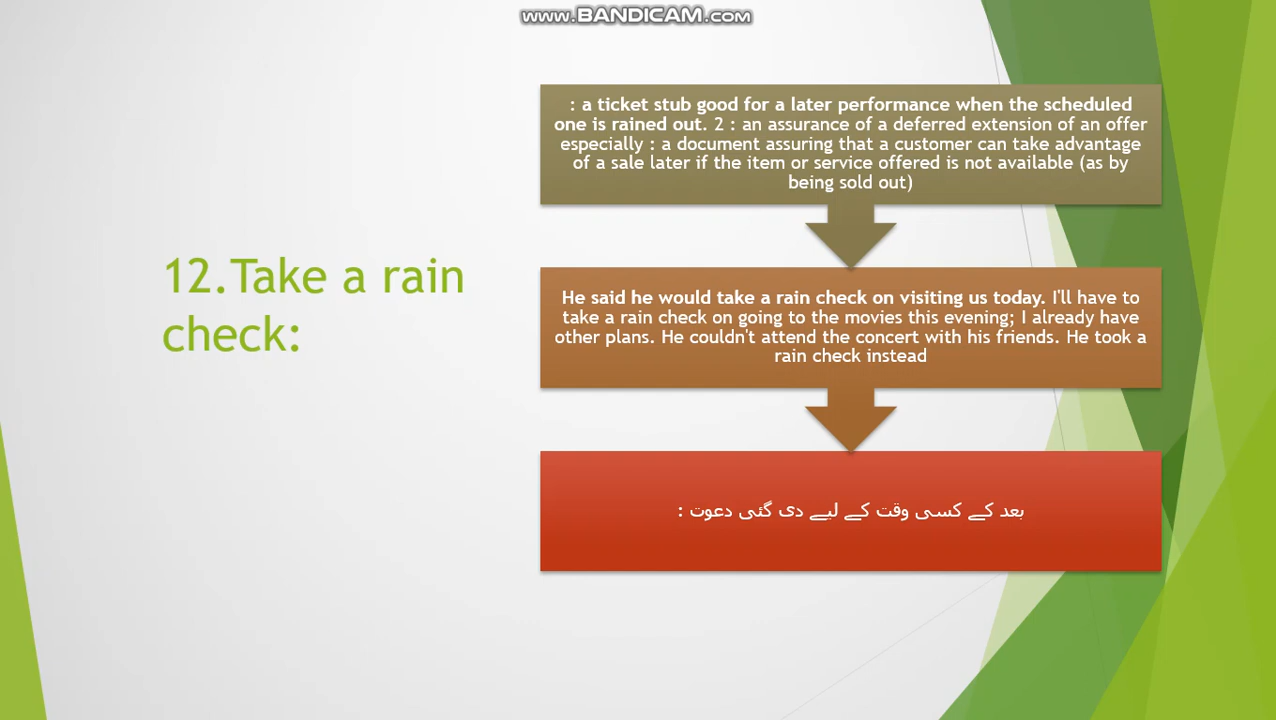 www.BANDICAM.com
: a ticket stub good for a later performance when the scheduled
one is rained out. 2 : an assurance of a deferred extension of an offer
especially : a document assuring that a customer can take advantage
of a sale later if the item or service offered is not available (as by
being sold out)
12.Take a rain
check:
He said he would take a rain check on visiting us today. I'll have to
take a rain check on going to the movies this evening; I already have
other plans. He couldn't attend the concert with his friends. He took a
rain check instead
بعد کے کسی وقت کے لیے دی گئی دعوت :